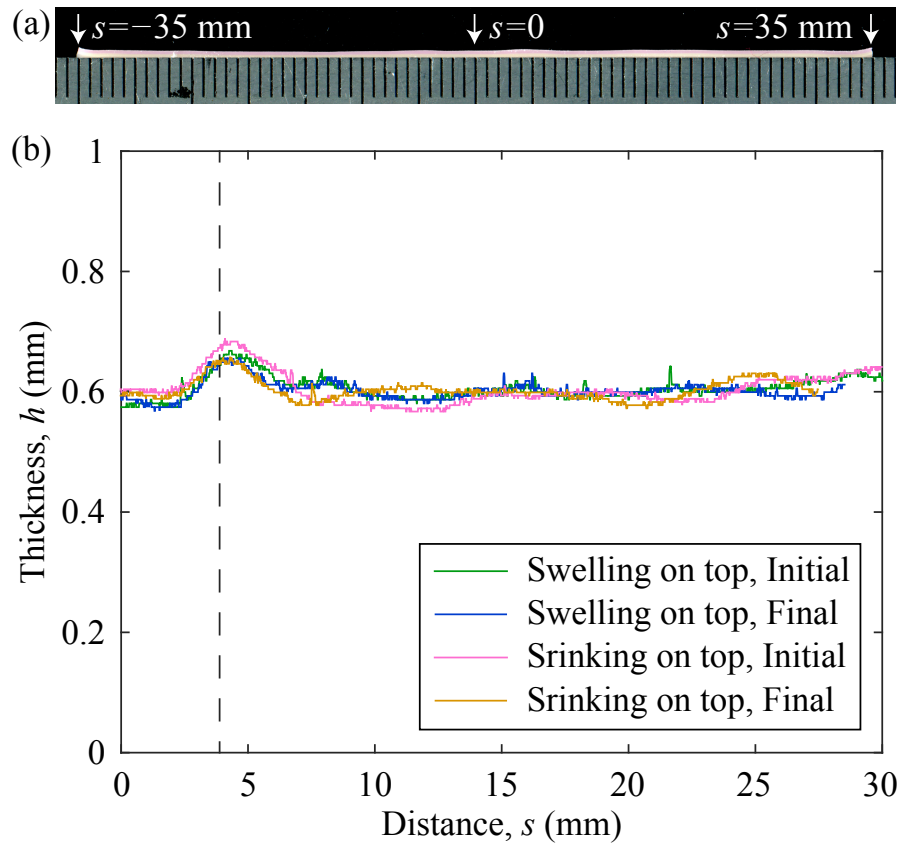 (a)
s=−35 mm
s=0
s=35 mm
(b)
1
0.8
0.6
0.4
0.2
0
Thickness, h (mm)
Swelling on top, Initial
Swelling on top, Final
Srinking on top, Initial
Srinking on top, Final
0 5 10 15 20 25 30
Distance, s (mm)